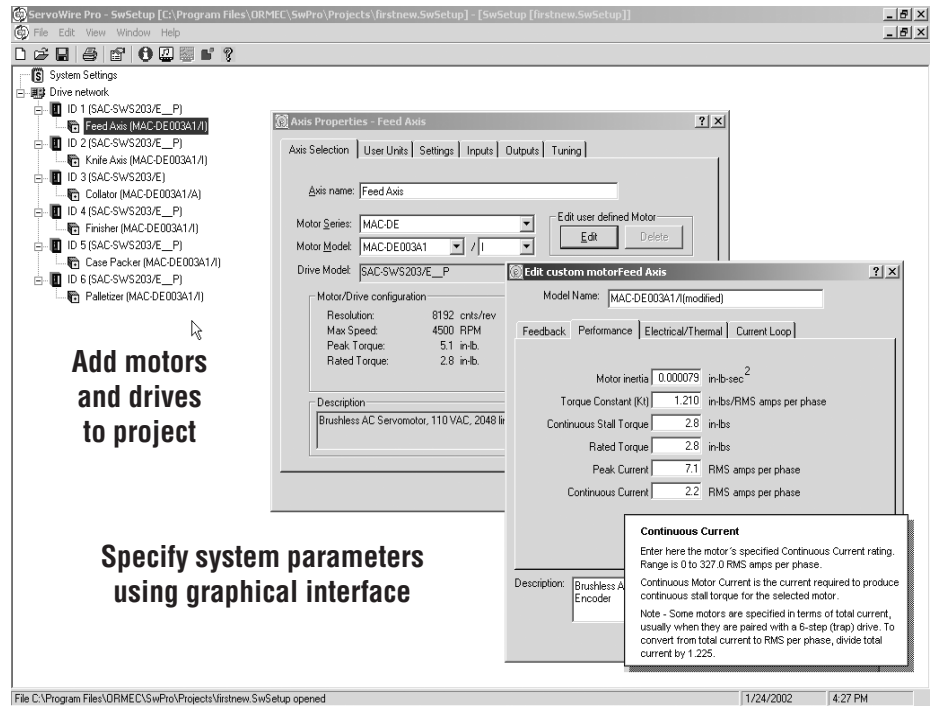 ServoWire Pro - SwSetup [C:\Program Files\ORMEC\SwPro\Projects\firstnew.SwSetup] - [SwSetup [firstnew.SwSetup]]
File Edit View Window Help
System Settings
Drive network
ID 1 (SAC-SWS203/E__P)
Feed Axis (MAC-DE003A1/I)
ID 2 (SAC-SWS203/E__P)
Knife Axis (MAC-DE003A1/I)
ID 3 (SAC-SWS203/E)
Collator (MAC-DE003A1/A)
ID 4 (SAC-SWS203/E__P)
Finisher (MAC-DE003A1/I)
ID 5 (SAC-SWS203/E__P)
Case Packer (MAC-DE003A1/I)
ID 6 (SAC-SWS203/E__P)
Palletizer (MAC-DE003A1/I)
Add motors
and drives
to project
Specify system parameters
using graphical interface
Axis Properties - Feed Axis
Axis Selection User Units Settings Inputs Outputs Tuning
Axis name: Feed Axis
Motor Series: MAC-DE
Edit user defined Motor
Motor Model: MAC-DE003A1 / I
Edit Delete
Drive Model: SAC-SWS203/E__P
Motor/Drive configuration
Resolution: 8192 cnts/rev
Max Speed: 4500 RPM
Peak Torque: 5.1 in-lb.
Rated Torque: 2.8 in-lb.
Description
Brushless AC Servomotor, 110 VAC, 2048 lin
Edit custom motorFeed Axis
Model Name: MAC-DE003A1/I(modified)
Feedback Performance Electrical/Thermal Current Loop
Motor inertia 0.000079 in-lb-sec2
Torque Constant (Kt) 1.210 in-lbs/RMS amps per phase
Continuous Stall Torque 2.8 in-lbs
Rated Torque 2.8 in-lbs
Peak Current 7.1 RMS amps per phase
Continuous Current 2.2 RMS amps per phase
Description: Brushless A
Encoder
Continuous Current
Enter here the motor's specified Continuous Current rating.
Range is 0 to 327.0 RMS amps per phase.
Continuous Motor Current is the current required to produce
continuous stall torque for the selected motor.
Note - Some motors are specified in terms of total current,
usually when they are paired with a 6-step (trap) drive. To
convert from total current to RMS per phase, divide total
current by 1.225.
File C:\Program Files\ORMEC\SwPro\Projects\firstnew.SwSetup opened
1/24/2002 4:27 PM